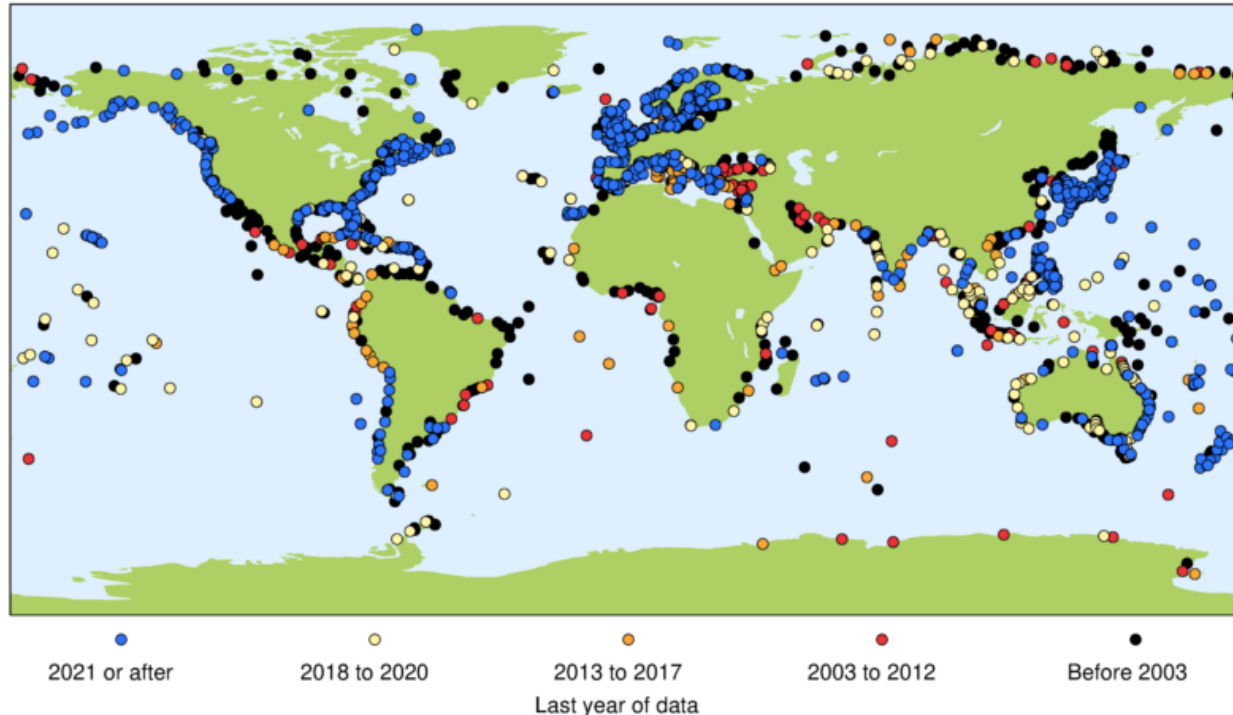 2021 or after
2018 to 2020
2013 to 2017
2003 to 2012
Before 2003
Last year of data